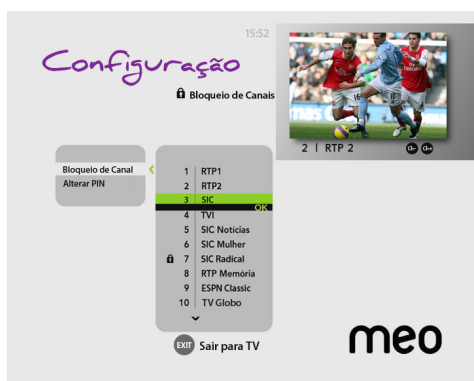 15:52
Configuração
Bloqueio de Canais
2 | RTP 2
ch- ch+
Bloqueio de Canal
Alterar PIN
1 RTP1
2 RTP2
3 SIC
OK
4 TVI
5 SIC Notícias
6 SIC Mulher
7 SIC Radical
8 RTP Memória
9 ESPN Classic
10 TV Globo
EXIT Sair para TV
meo